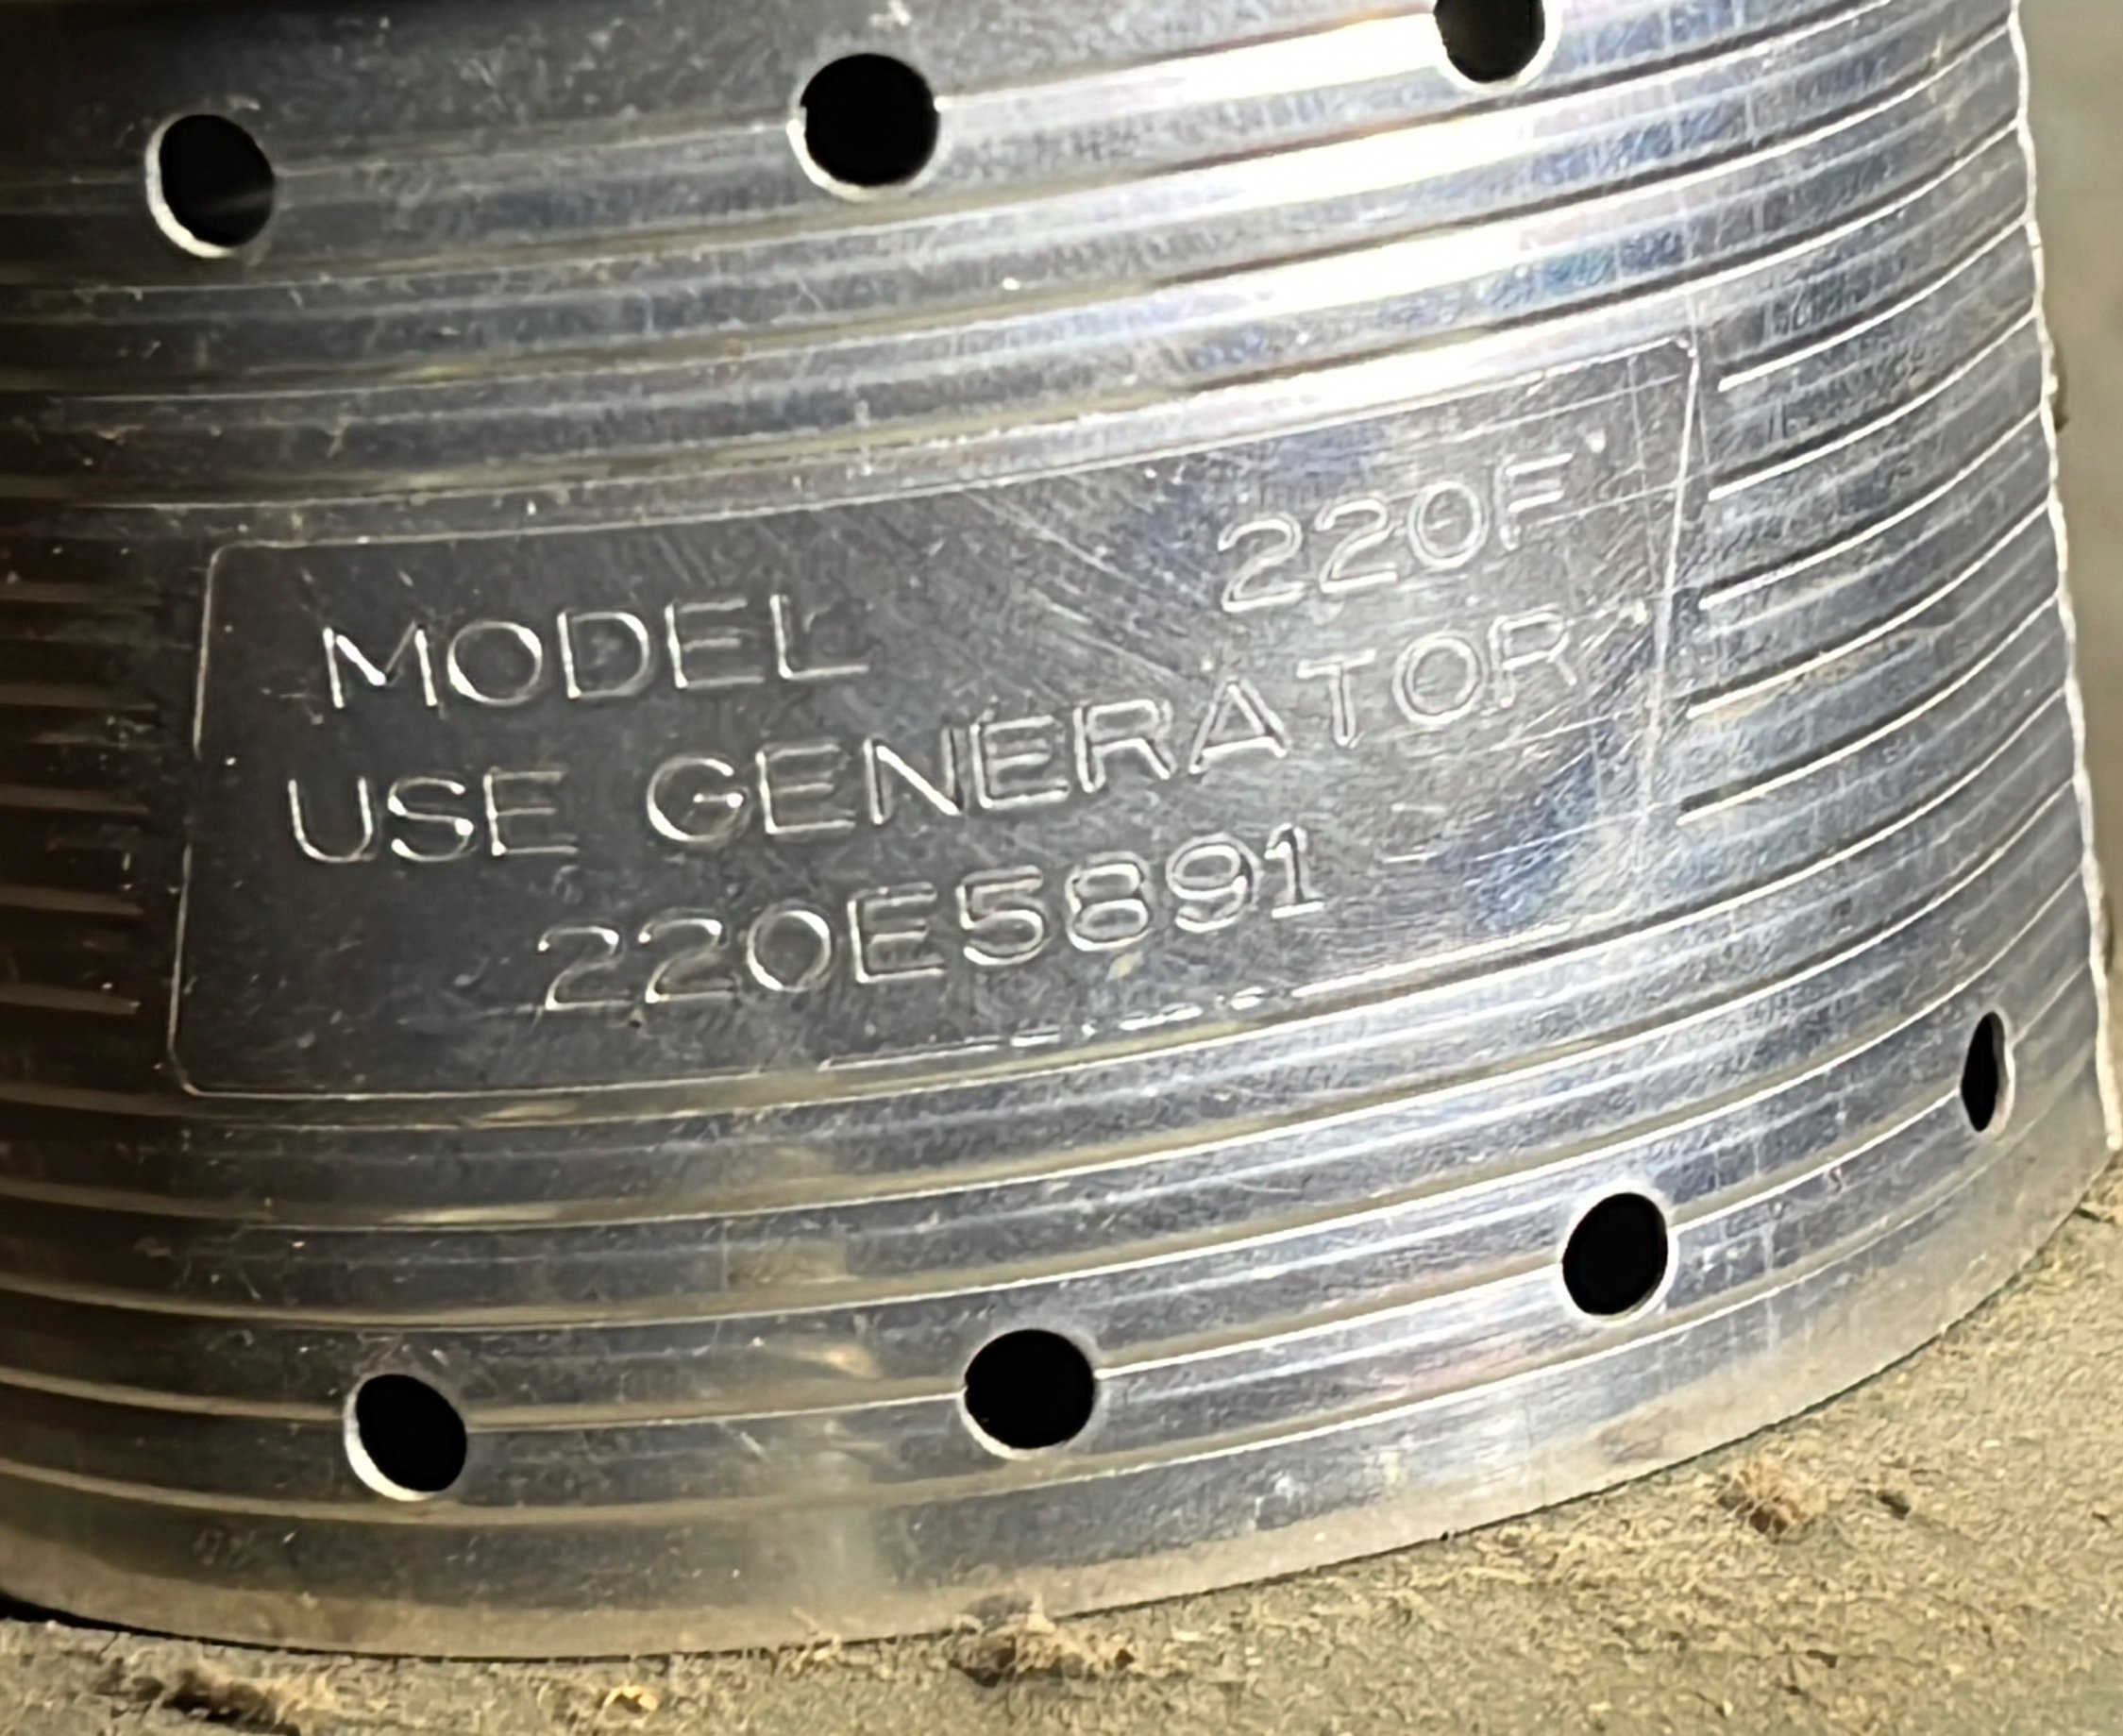 MODEL 220F
USE GENERATOR
220E5891